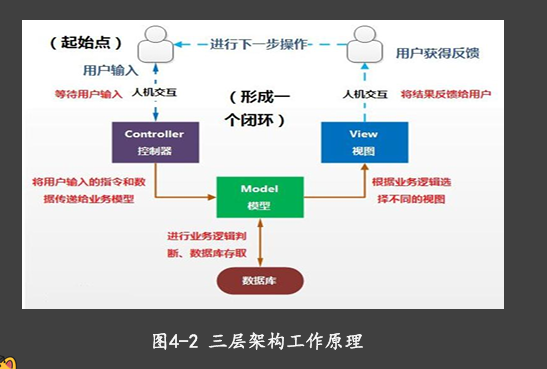 （起始点）
进行下一步操作
用户输入
用户获得反馈
等待用户输入
人机交互
（形成一
个闭环）
人机交互
将结果反馈给用户
Controller
控制器
View
视图
将用户输入的指令和数
据传递给业务模型
Model
模型
根据业务逻辑选
择不同的视图
进行业务逻辑判
断、数据库存取
数据库
图4-2 三层架构工作原理